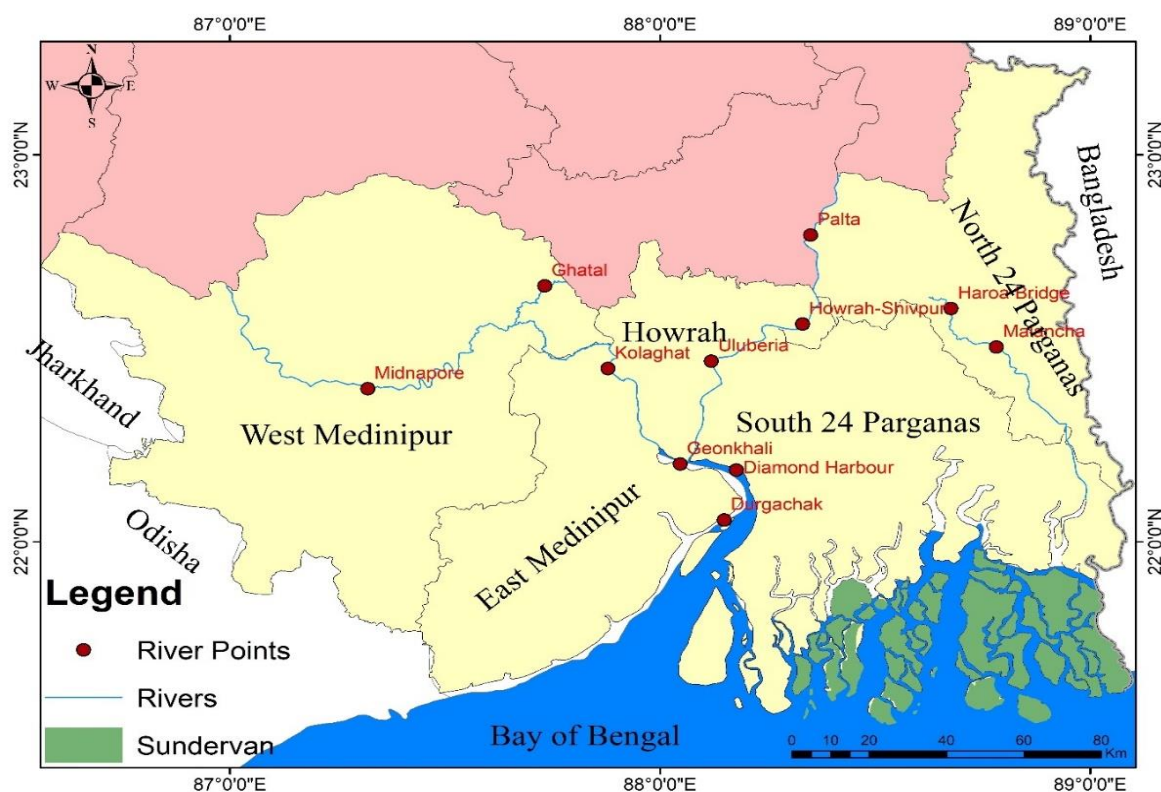 87°0'0"E
88°0'0"E
89°0'0"E
N
W
E
S
23°0'0"N
23°0'0"N
Bangladesh
Palta
North 24 Parganas
Ghatal
Haroa Bridge
Howrah-Shivpur
Howrah
Malancha
Uluberia
Kolaghat
Jharkhand
Midnapore
West Medinipur
South 24 Parganas
Geonkhali
Diamond Harbour
Durgachak
22°0'0"N
22°0'0"N
Odisha
East Medinipur
Legend
River Points
Rivers
Sundervan
Bay of Bengal
0 10 20 40 60 80
Km
87°0'0"E
88°0'0"E
89°0'0"E